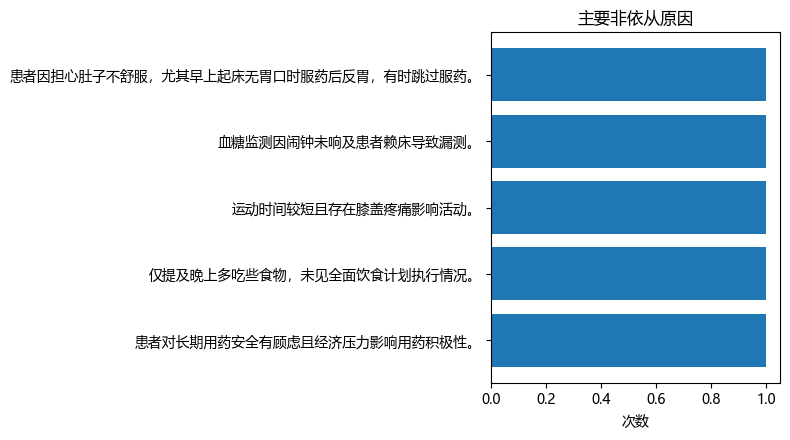 主要非依从原因
患者因担心肚子不舒服，尤其早上起床无胃口时服药后反胃，有时跳过服药。
血糖监测因闹钟未响及患者赖床导致漏测。
运动时间较短且存在膝盖疼痛影响活动。
仅提及晚上多吃些食物，未见全面饮食计划执行情况。
患者对长期用药安全有顾虑且经济压力影响用药积极性。
0.0 0.2 0.4 0.6 0.8 1.0
次数